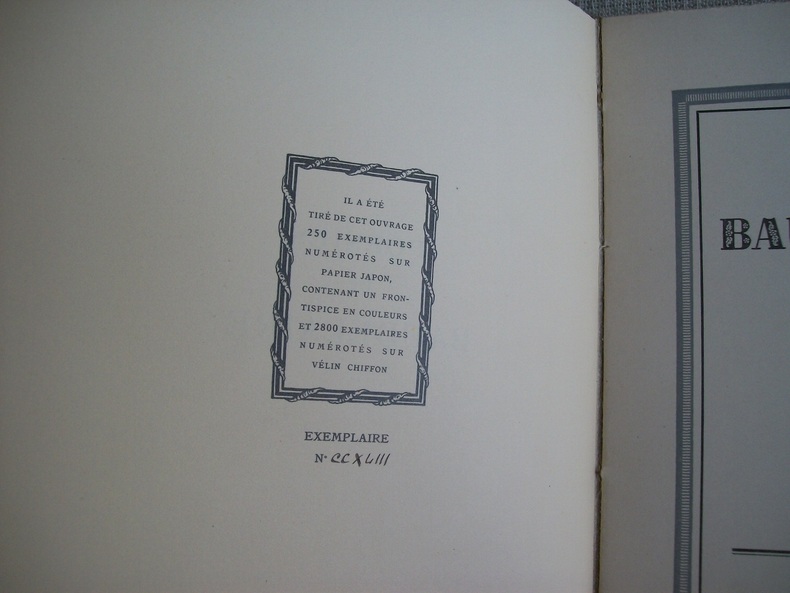 IL A ÉTÉ
TIRÉ DE CET OUVRAGE
250 EXEMPLAIRES
NUMÉROTÉS SUR
PAPIER JAPON,
CONTENANT UN FRON-
TISPICE EN COULEURS
ET 2800 EXEMPLAIRES
NUMÉROTÉS SUR
VÉLIN CHIFFON
EXEMPLAIRE
N° CCXLIII